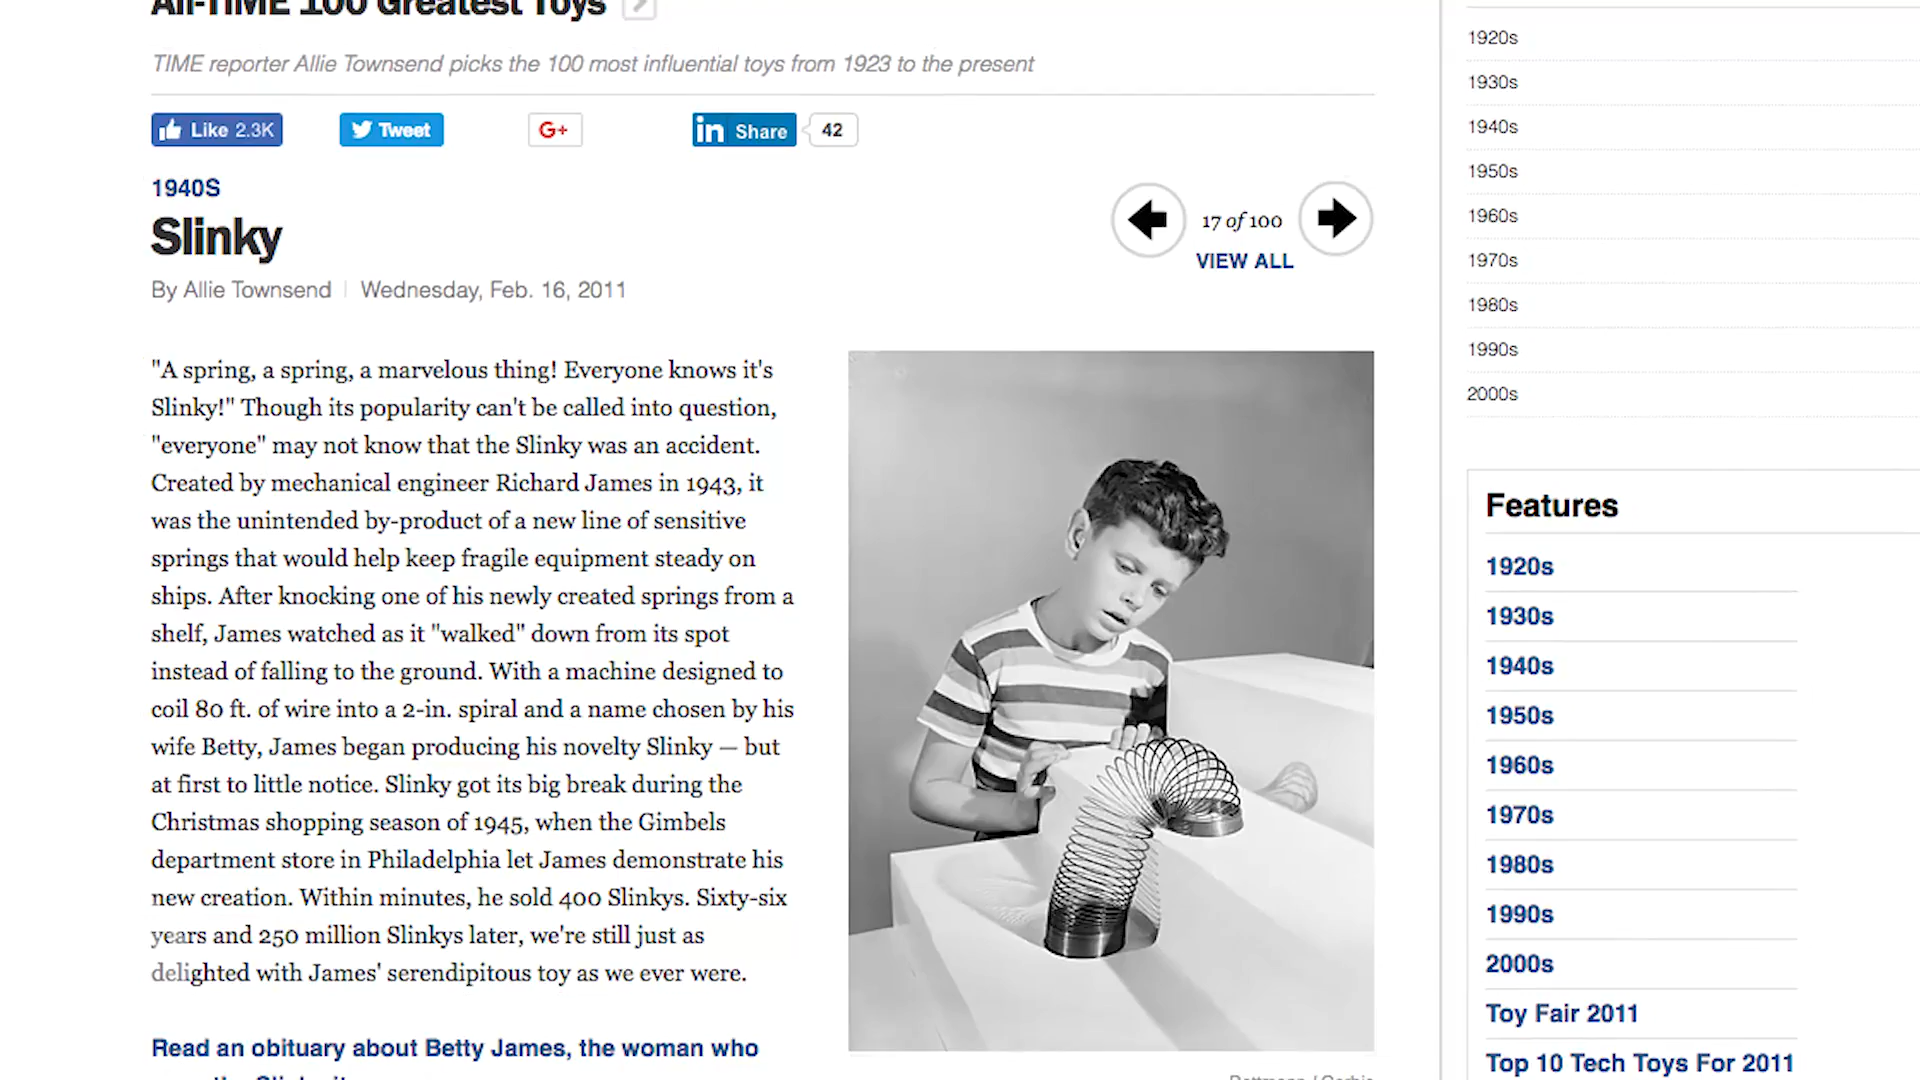 All-TIME 100 Greatest Toys
TIME reporter Allie Townsend picks the 100 most influential toys from 1923 to the present
Like 2.3K
Tweet
G+
in Share 42
1940S
Slinky
17 of 100
VIEW ALL
By Allie Townsend | Wednesday, Feb. 16, 2011
"A spring, a spring, a marvelous thing! Everyone knows it's
Slinky!" Though its popularity can't be called into question,
"everyone" may not know that the Slinky was an accident.
Created by mechanical engineer Richard James in 1943, it
was the unintended by-product of a new line of sensitive
springs that would help keep fragile equipment steady on
ships. After knocking one of his newly created springs from a
shelf, James watched as it "walked" down from its spot
instead of falling to the ground. With a machine designed to
coil 80 ft. of wire into a 2-in. spiral and a name chosen by his
wife Betty, James began producing his novelty Slinky — but
at first to little notice. Slinky got its big break during the
Christmas shopping season of 1945, when the Gimbels
department store in Philadelphia let James demonstrate his
new creation. Within minutes, he sold 400 Slinkys. Sixty-six
years and 250 million Slinkys later, we're still just as
delighted with James' serendipitous toy as we ever were.
Read an obituary about Betty James, the woman who
1920s
1930s
1940s
1950s
1960s
1970s
1980s
1990s
2000s
Features
1920s
1930s
1940s
1950s
1960s
1970s
1980s
1990s
2000s
Toy Fair 2011
Top 10 Tech Toys For 2011